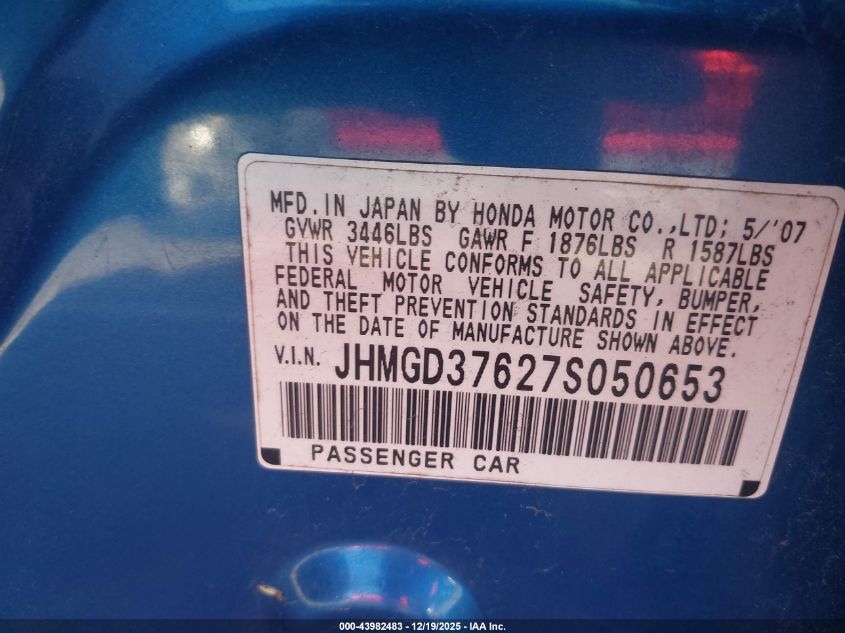 MFD. IN JAPAN BY HONDA MOTOR CO.,LTD; 5/'07
GVWR 3446LBS GAWR F 1876LBS R 1587LBS
THIS VEHICLE CONFORMS TO ALL APPLICABLE
FEDERAL MOTOR VEHICLE SAFETY, BUMPER,
AND THEFT PREVENTION STANDARDS IN EFFECT
ON THE DATE OF MANUFACTURE SHOWN ABOVE.
V.I.N. JHMGD37627S050653
PASSENGER CAR
000-43982483 - 12/19/2025 - IAA Inc.